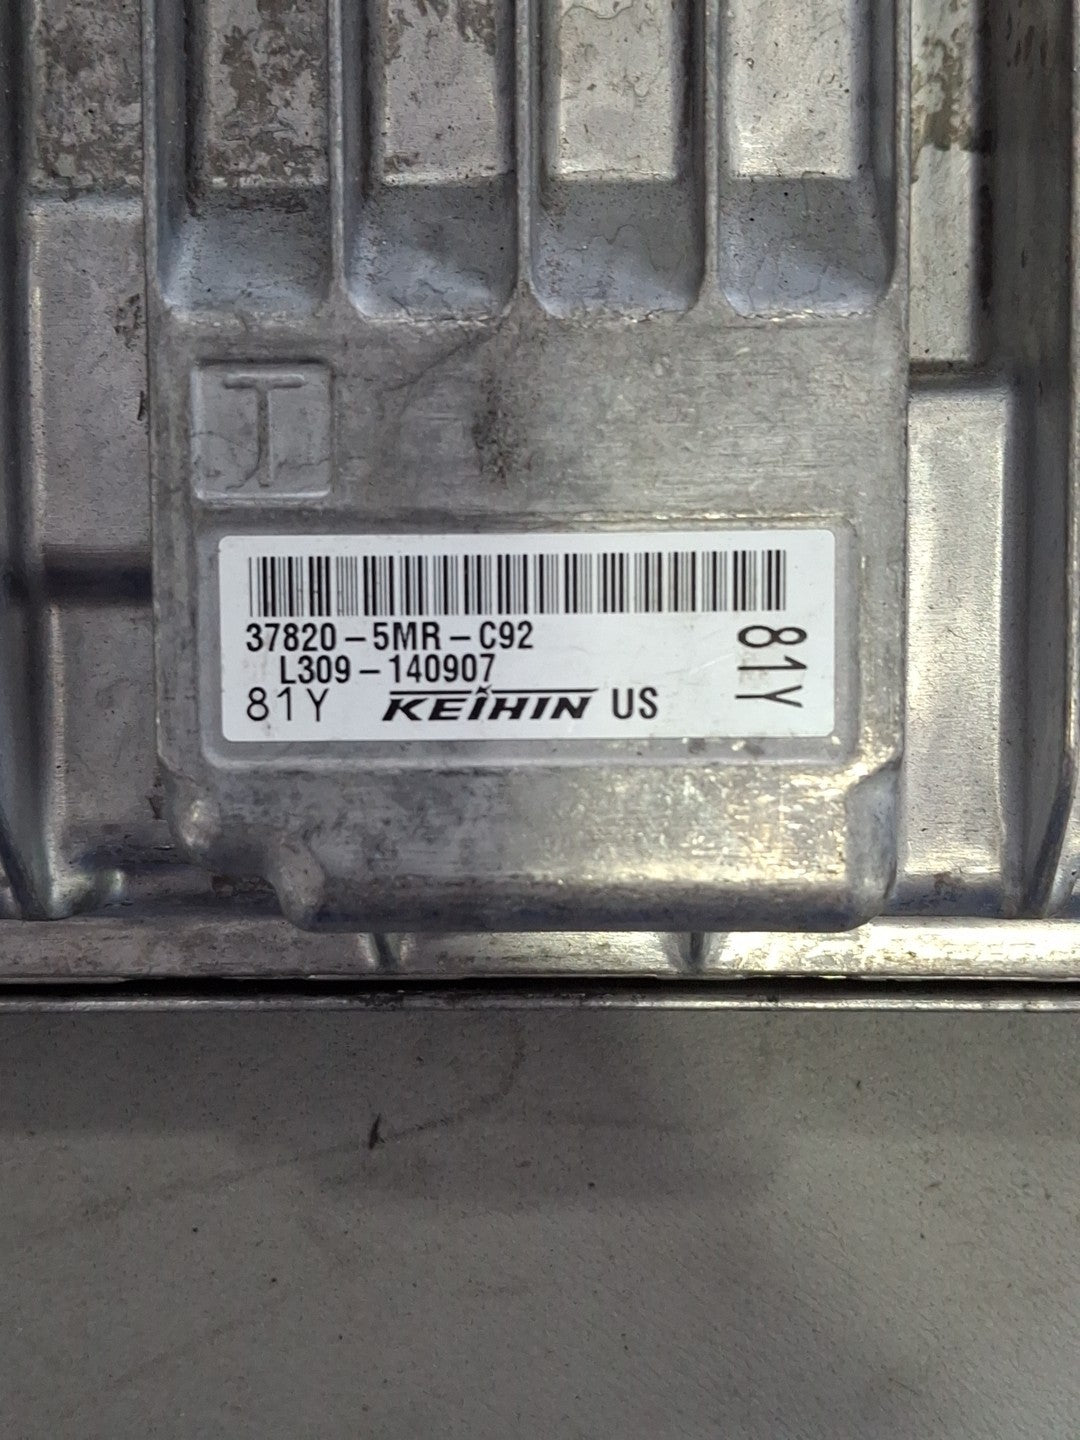 T
37820-5MR-C92
L309-140907
81Y KEIHIN US
81Y